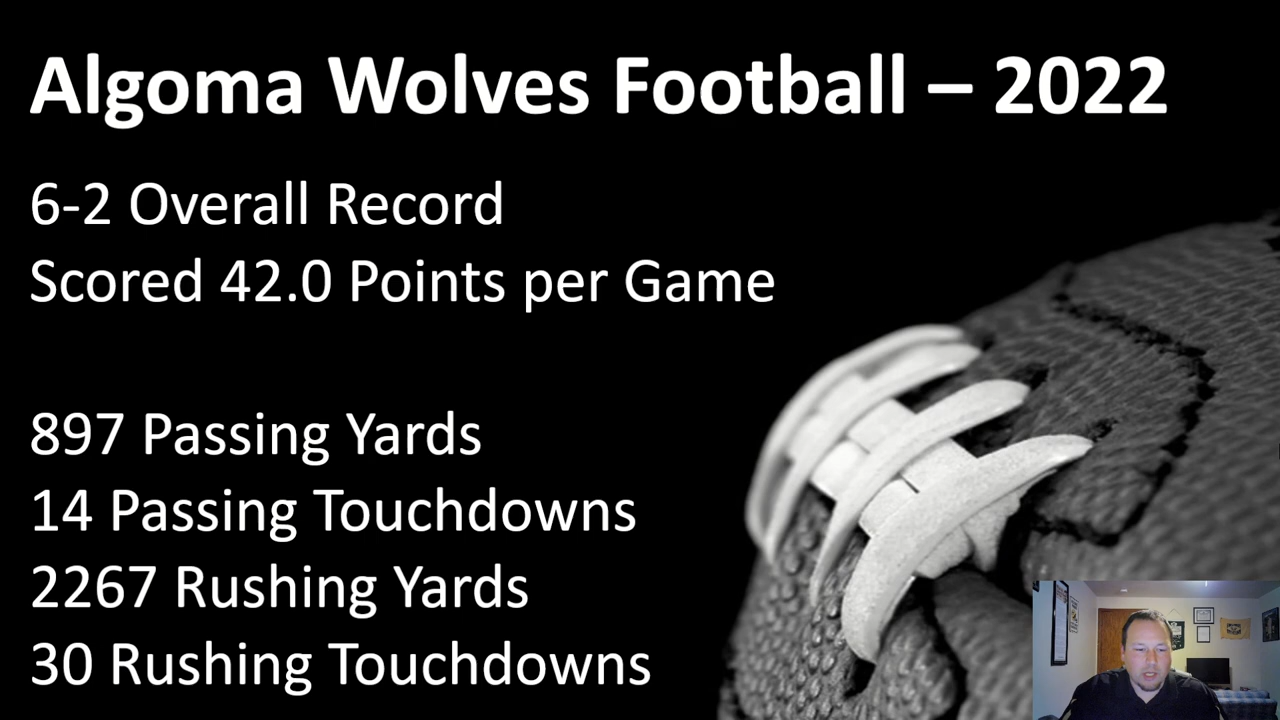 Algoma Wolves Football – 2022
6-2 Overall Record
Scored 42.0 Points per Game
897 Passing Yards
14 Passing Touchdowns
2267 Rushing Yards
30 Rushing Touchdowns